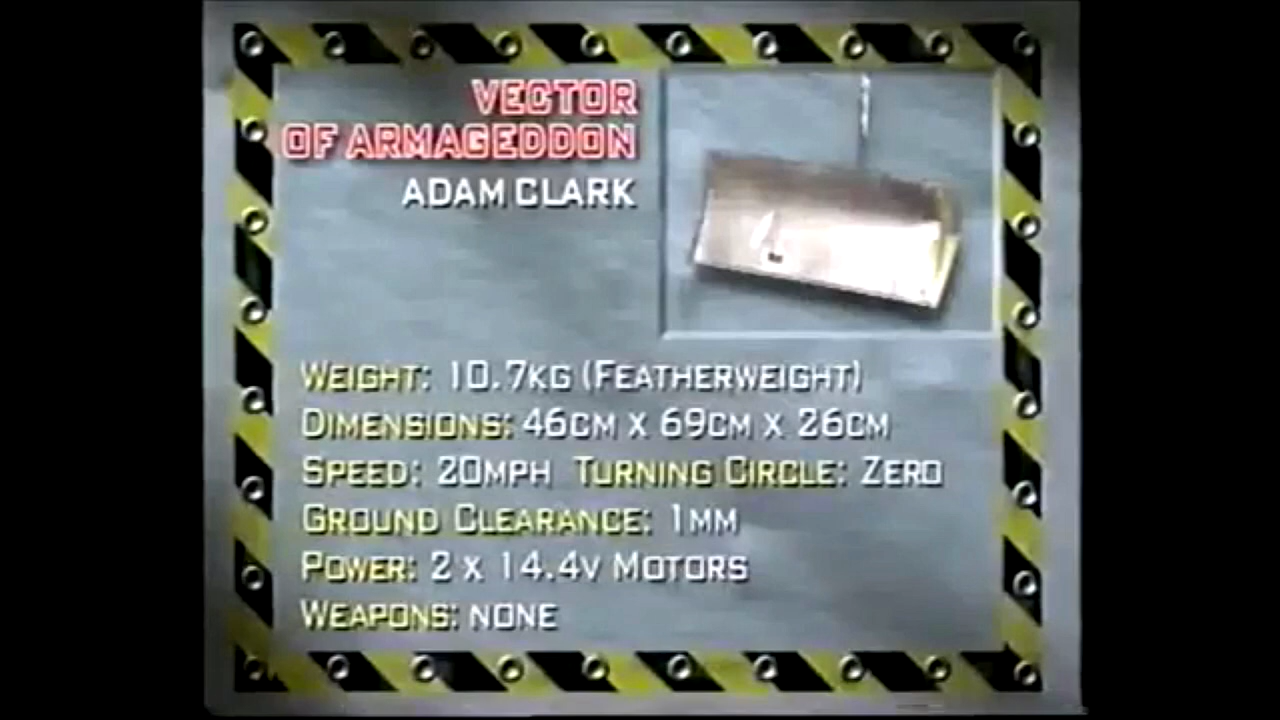 VECTOR
OF ARMAGEDDON
ADAM CLARK
WEIGHT: 10.7KG (FEATHERWEIGHT)
DIMENSIONS: 46CM X 69CM X 26CM
SPEED: 20MPH TURNING CIRCLE: ZERO
GROUND CLEARANCE: 1MM
POWER: 2 X 14.4V MOTORS
WEAPONS: NONE